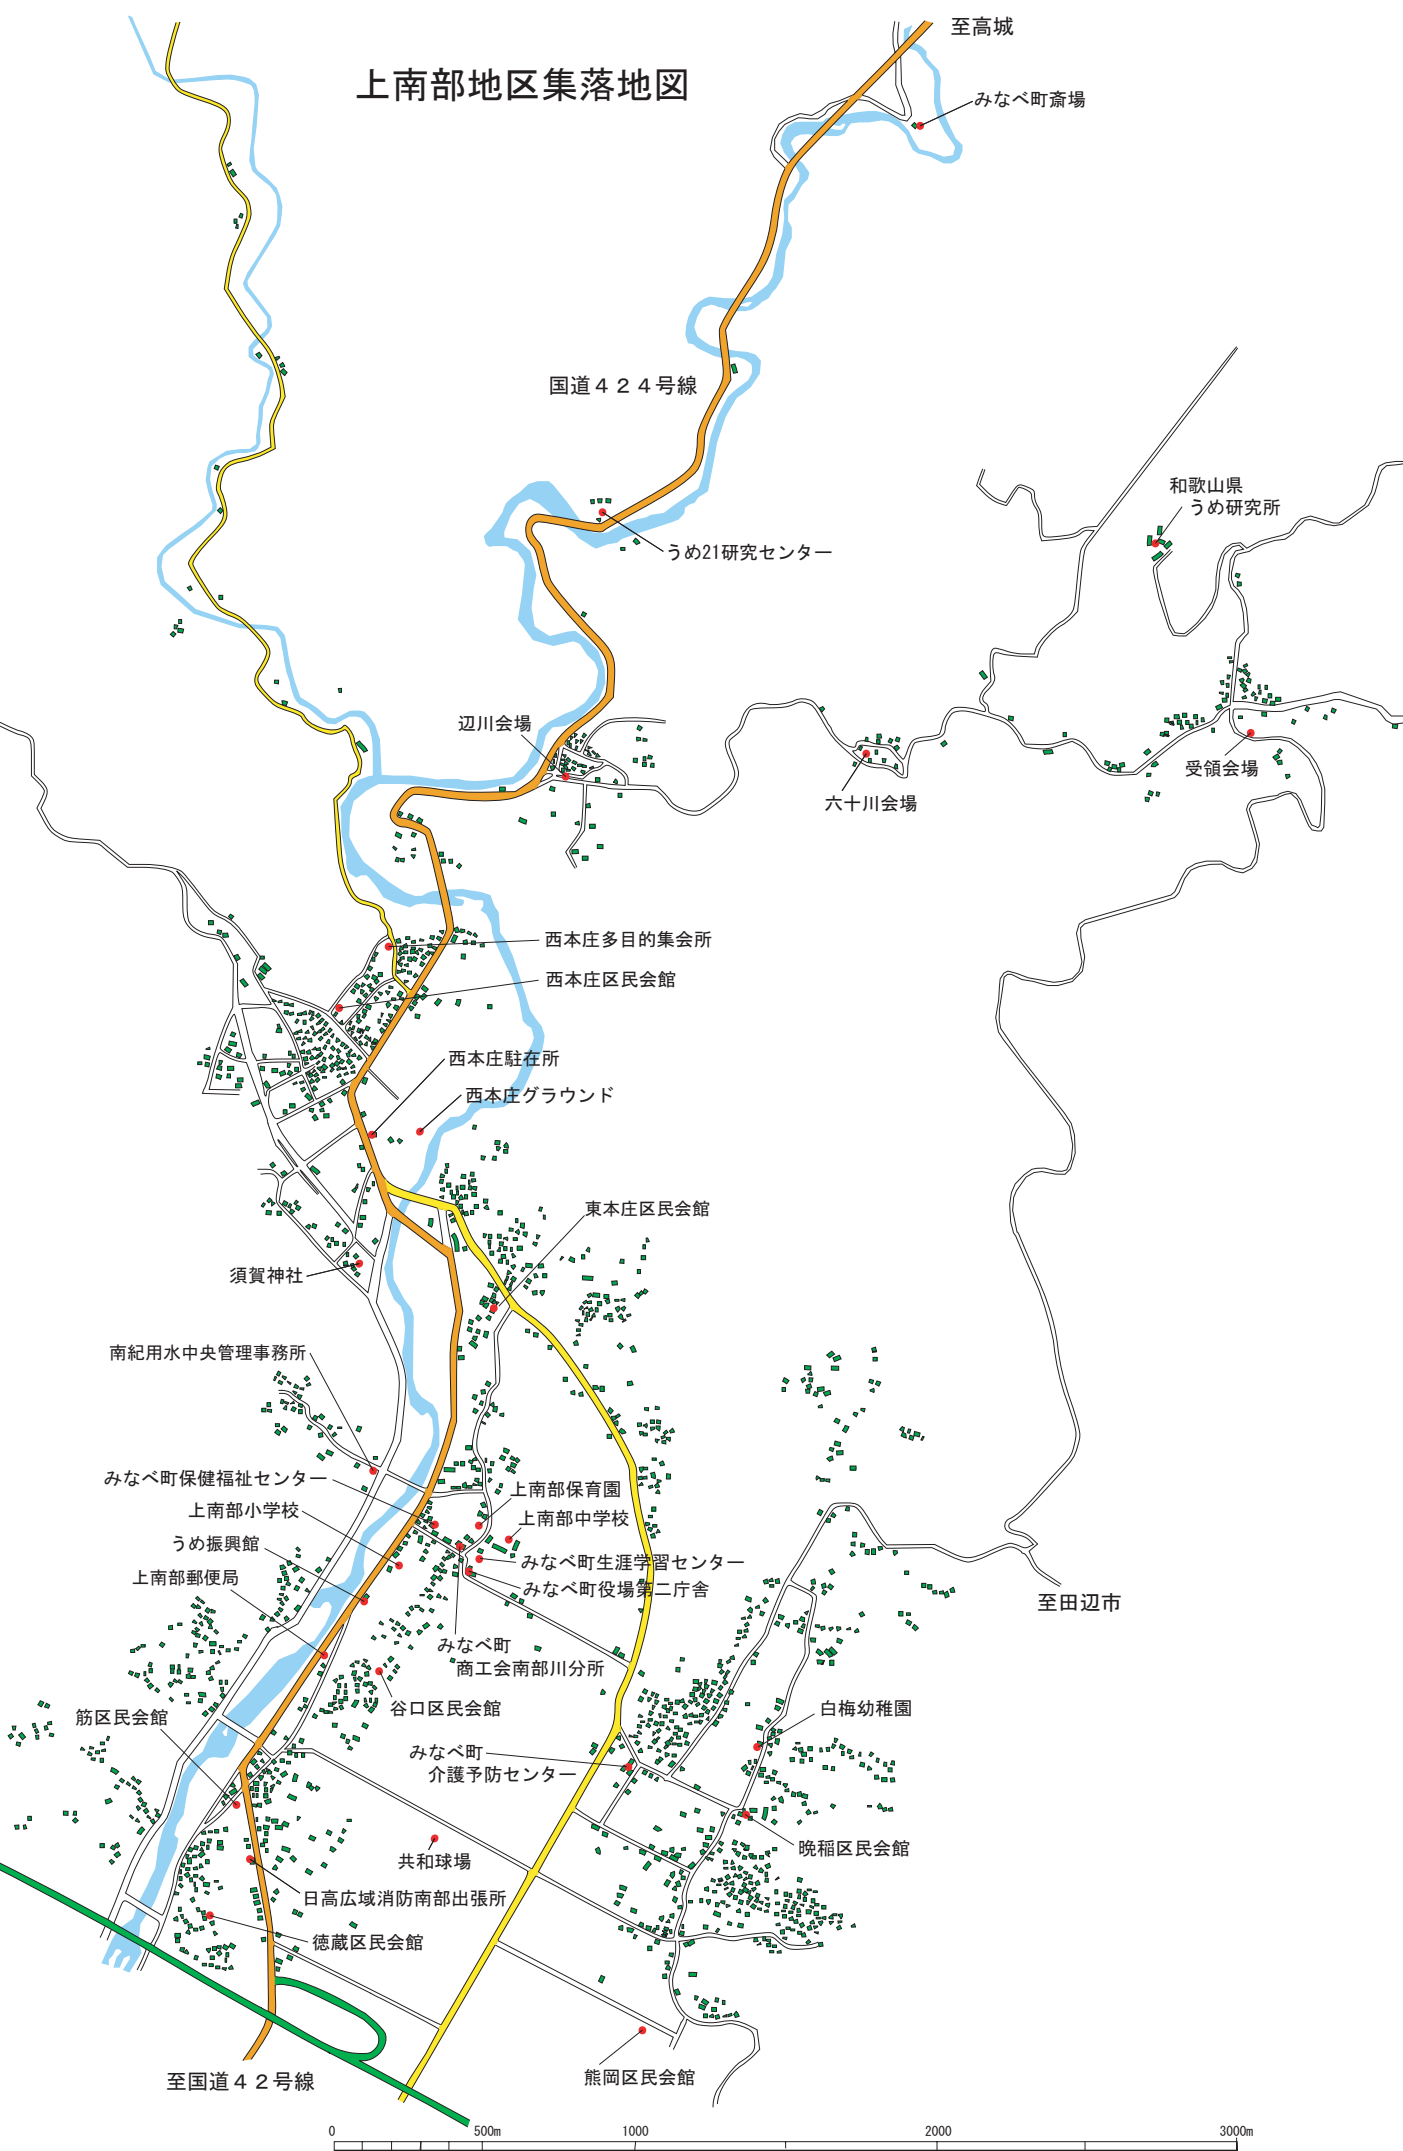 至高城
上南部地区集落地図
みなべ町斎場
国道４２４号線
和歌山県
うめ研究所
うめ21研究センター
辺川会場
受領会場
六十川会場
西本庄多目的集会所
西本庄区民会館
西本庄駐在所
西本庄グラウンド
東本庄区民会館
須賀神社
南紀用水中央管理事務所
みなべ町保健福祉センター
上南部保育園
上南部小学校
上南部中学校
うめ振興館
みなべ町生涯学習センター
上南部郵便局
みなべ町役場第二庁舎
至田辺市
みなべ町
商工会南部川分所
谷口区民会館
白梅幼稚園
筋区民会館
みなべ町
介護予防センター
晩稲区民会館
共和球場
日高広域消防南部出張所
徳蔵区民会館
熊岡区民会館
至国道４２号線
0 500m 1000 2000 3000m